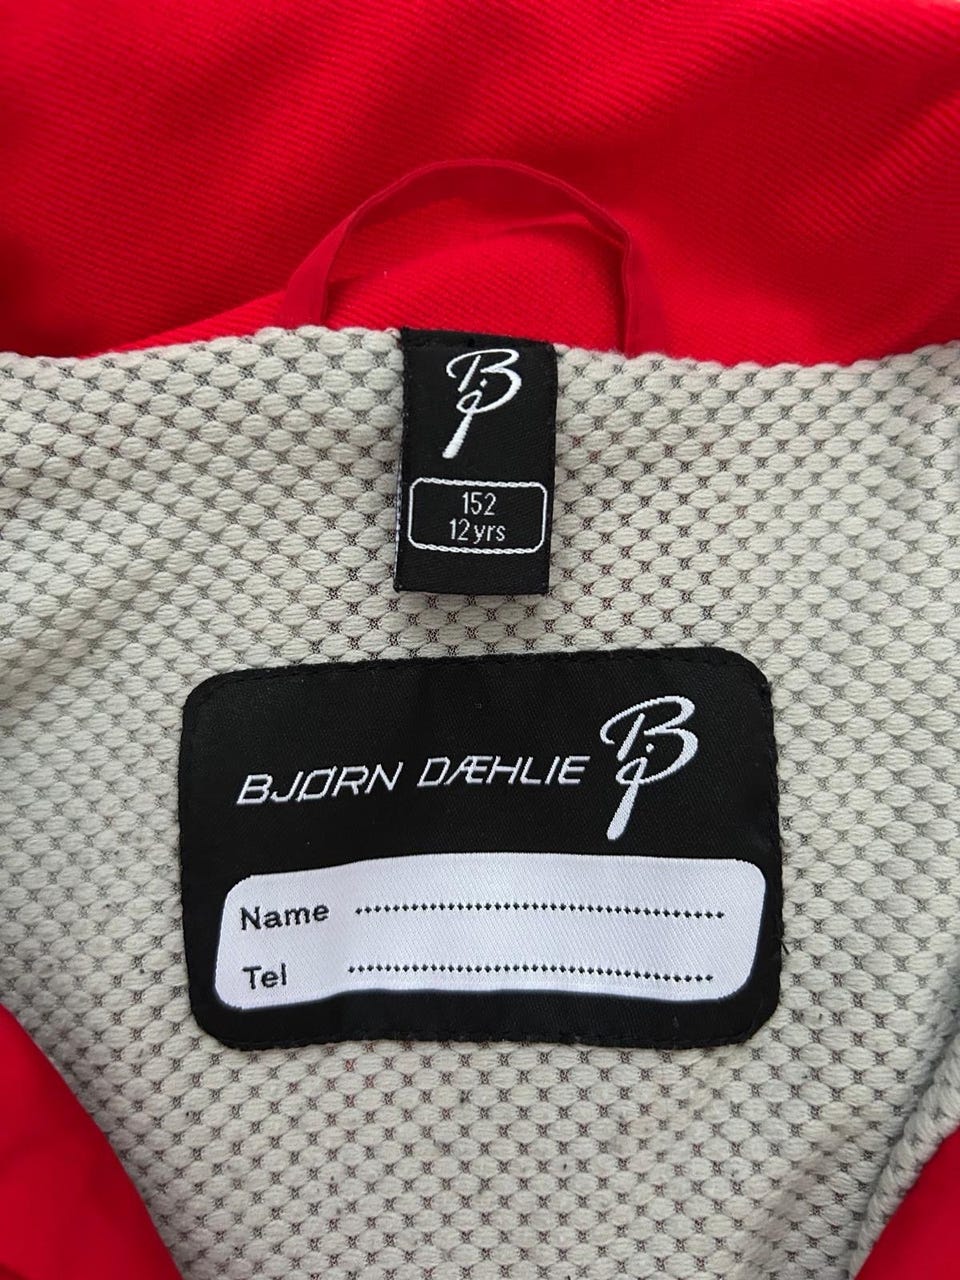 B
152
12 yrs
BJØRN DÆHLIE B
Name
Tel